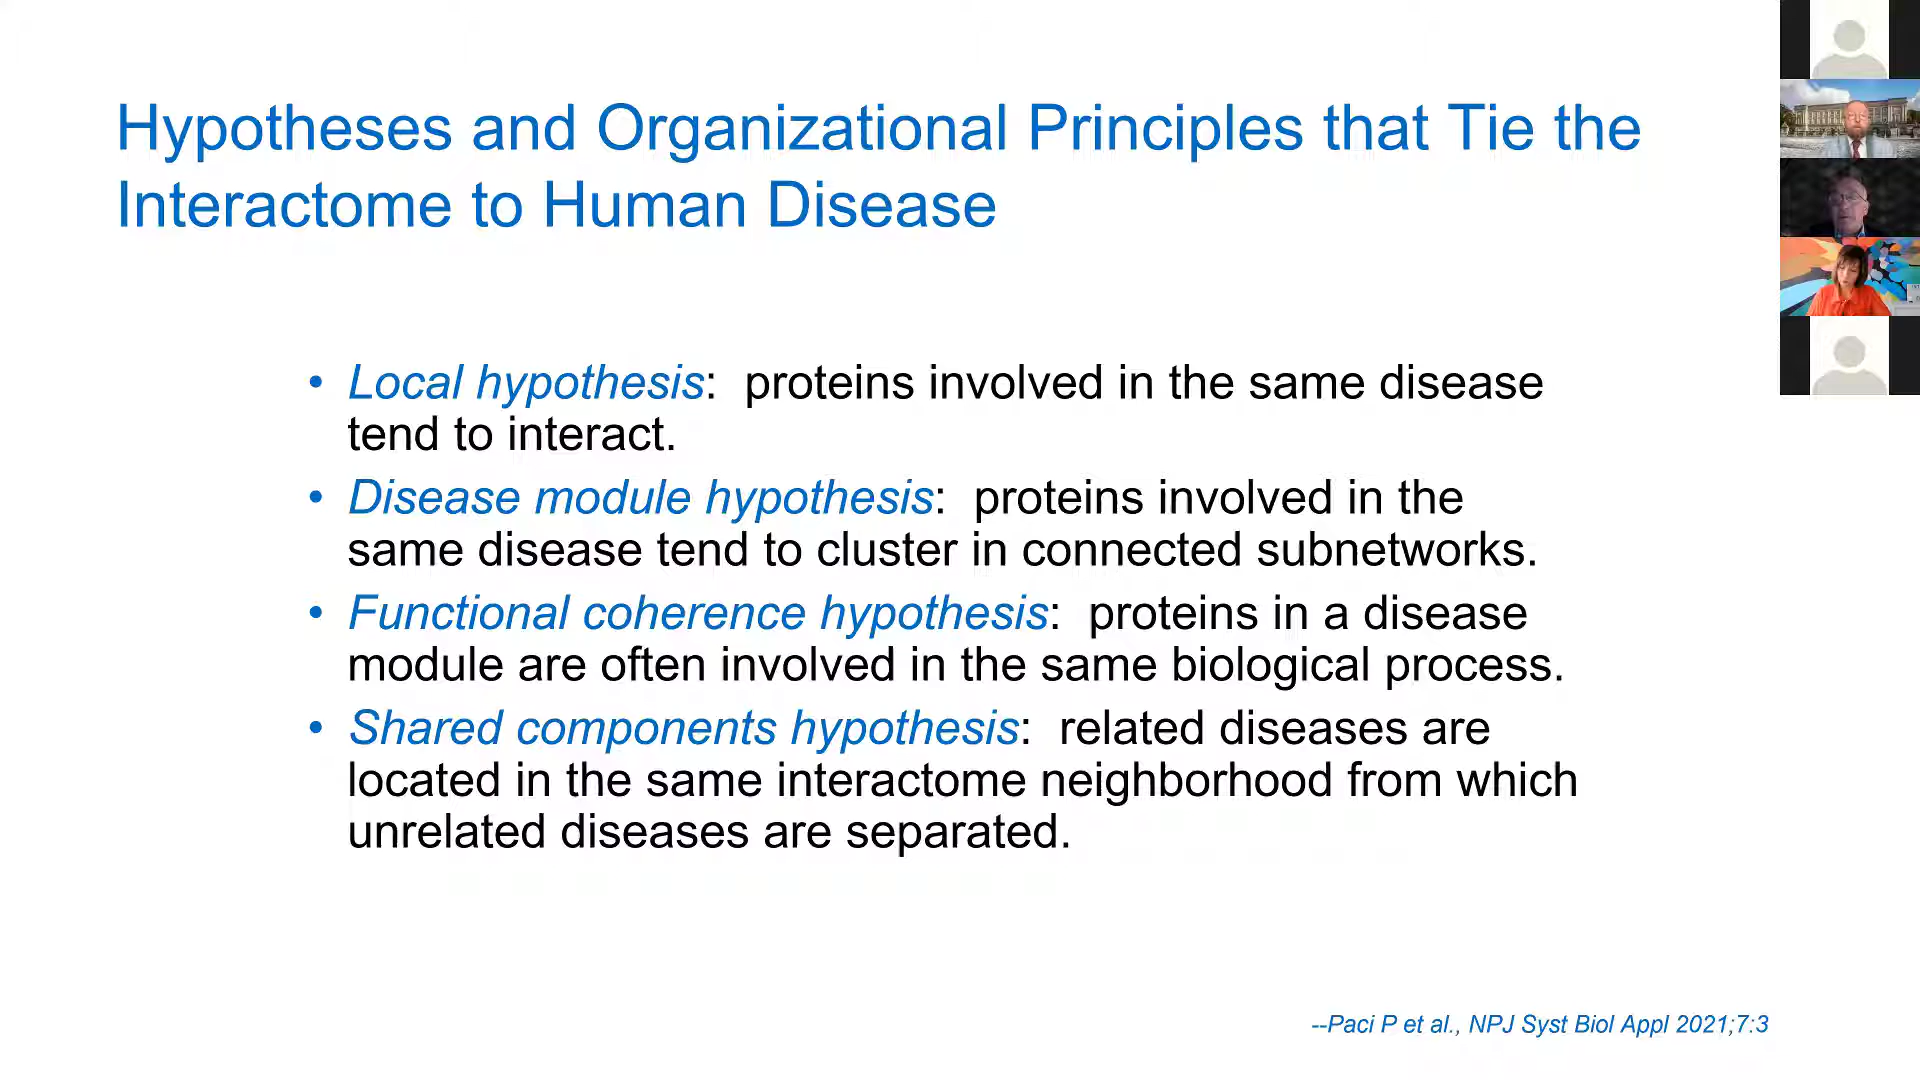 Hypotheses and Organizational Principles that Tie the
Interactome to Human Disease
• Local hypothesis: proteins involved in the same disease
tend to interact.
• Disease module hypothesis: proteins involved in the
same disease tend to cluster in connected subnetworks.
• Functional coherence hypothesis: proteins in a disease
module are often involved in the same biological process.
• Shared components hypothesis: related diseases are
located in the same interactome neighborhood from which
unrelated diseases are separated.
--Paci P et al., NPJ Syst Biol Appl 2021;7:3